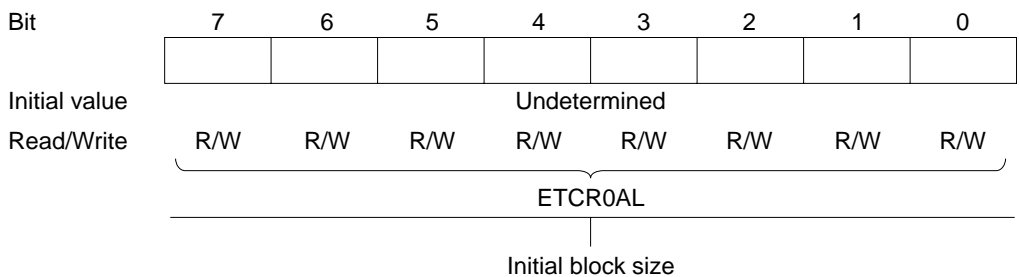 Bit 7 6 5 4 3 2 1 0
Initial value Undetermined
Read/Write R/W R/W R/W R/W R/W R/W R/W R/W
ETCR0AL
Initial block size